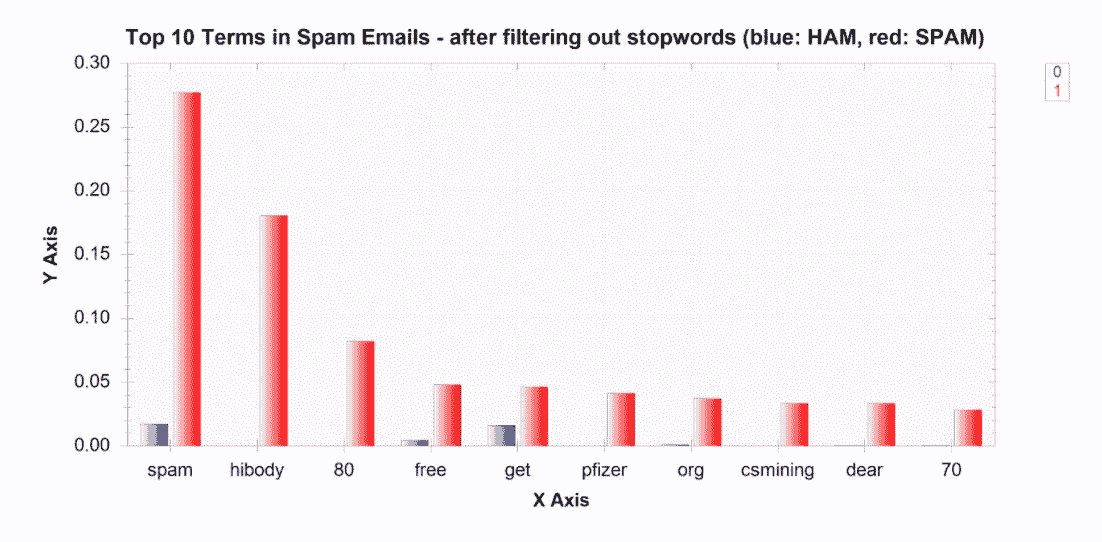 Top 10 Terms in Spam Emails - after filtering out stopwords (blue: HAM, red: SPAM)
0
1
0.30
0.25
0.20
0.15
0.10
0.05
0.00
Y Axis
spam hibody 80 free get pfizer org csmining dear 70
X Axis